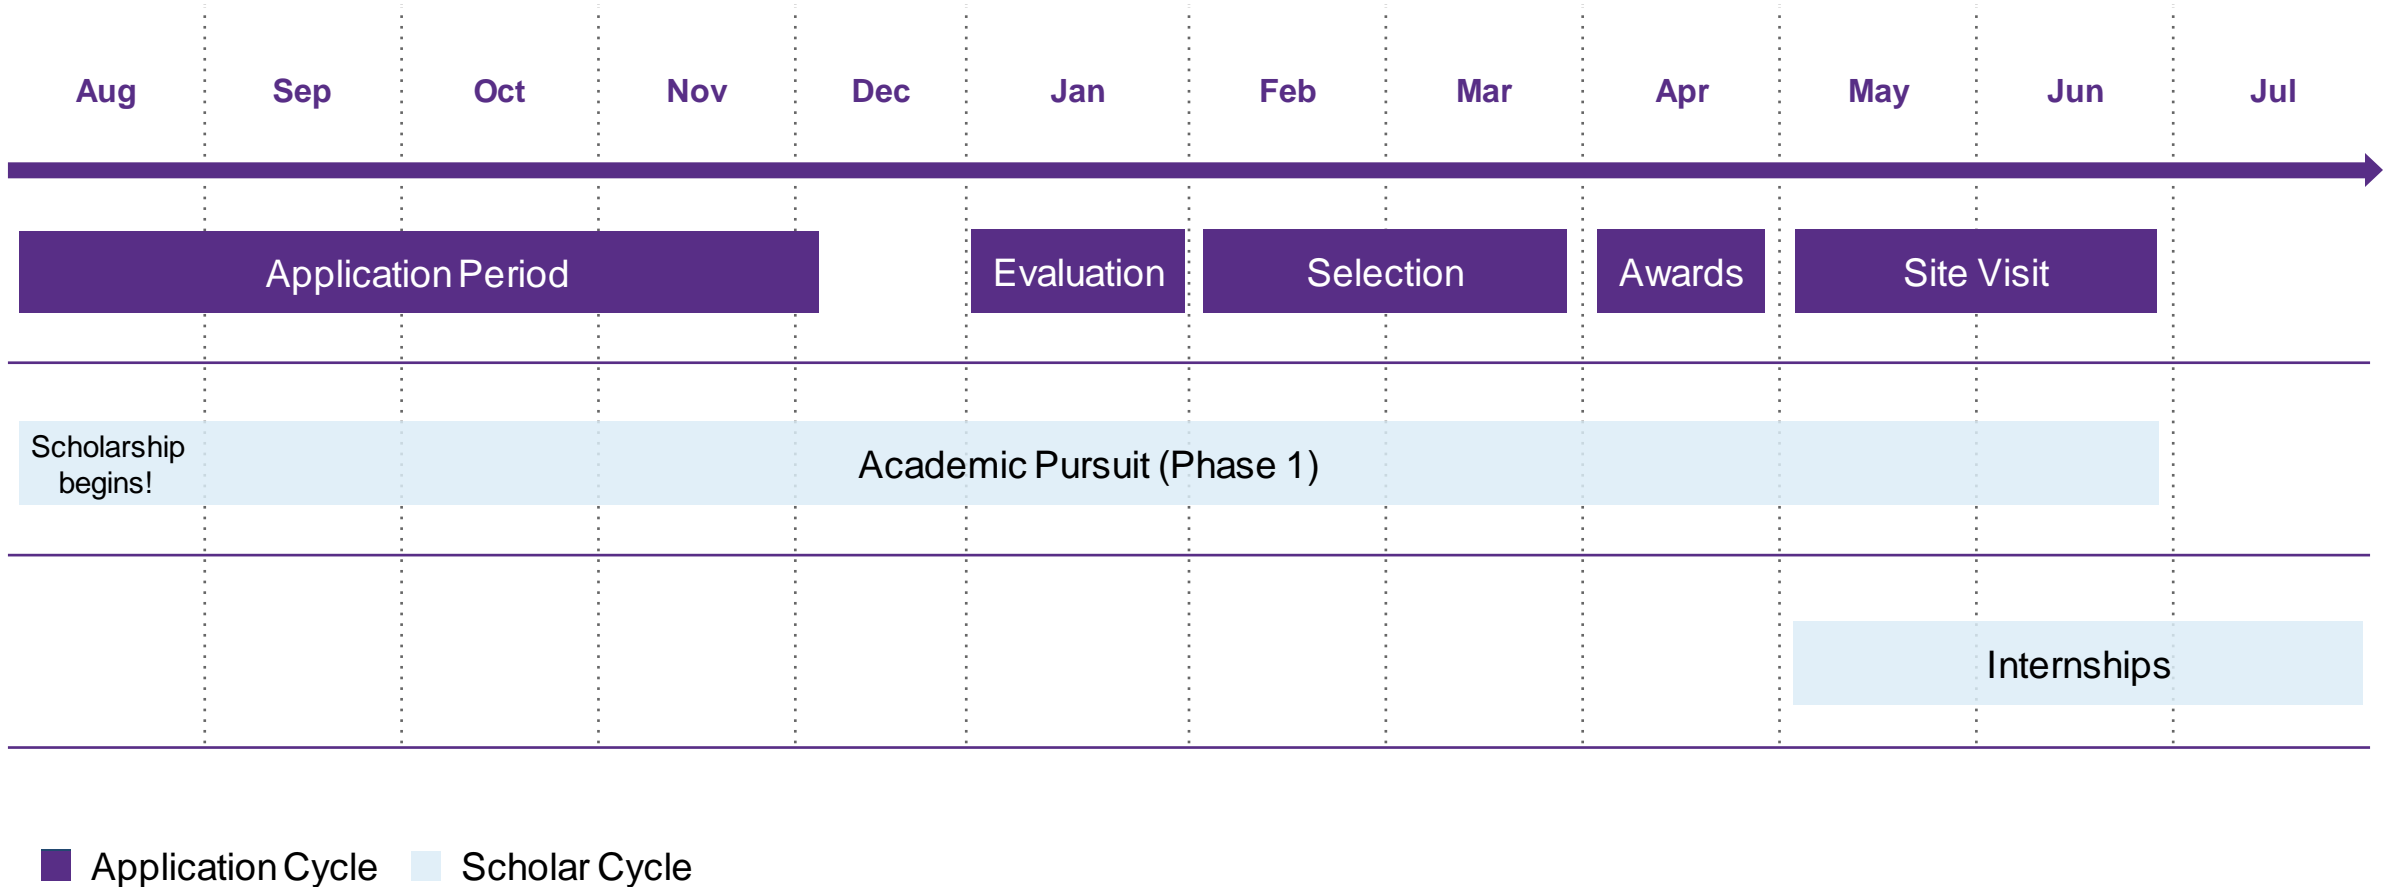 Aug Sep Oct Nov Dec Jan Feb Mar Apr May Jun Jul
Application Period Evaluation Selection Awards Site Visit
Scholarship
begins!
Academic Pursuit (Phase 1)
Internships
Application Cycle Scholar Cycle